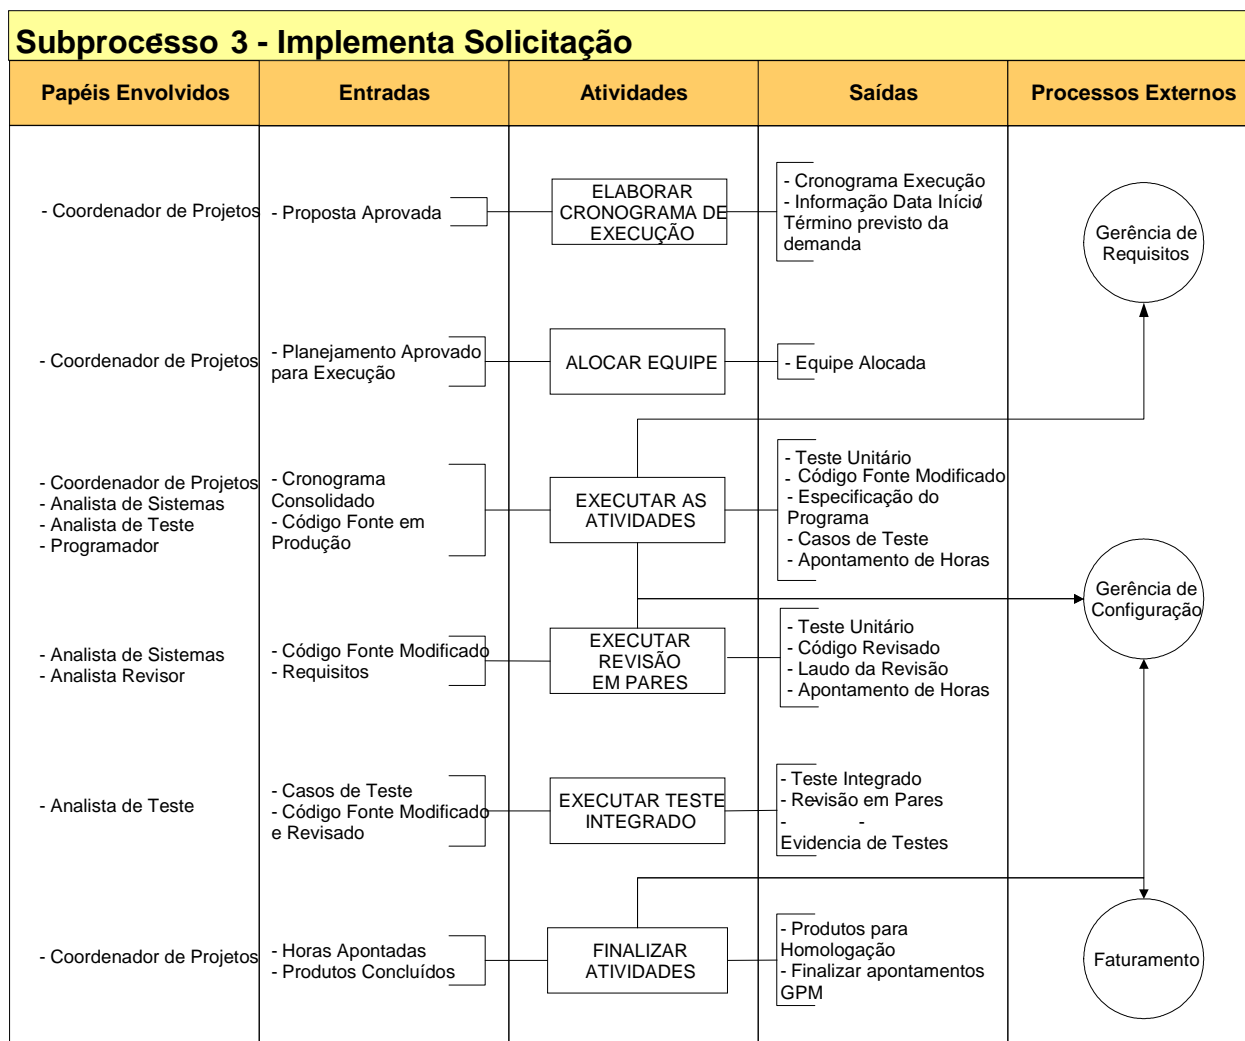 Subprocesso 3 - Implementa Solicitação
Papéis Envolvidos
Entradas
Atividades
Saídas
Processos Externos
- Coordenador de Projetos
- Proposta Aprovada
ELABORAR
CRONOGRAMA DE
EXECUÇÃO
- Cronograma Execução
- Informação Data Início/
Término previsto da
demanda
Gerência de
Requisitos
- Coordenador de Projetos
- Planejamento Aprovado
para Execução
ALOCAR EQUIPE
- Equipe Alocada
- Coordenador de Projetos
- Analista de Sistemas
- Analista de Teste
- Programador
- Cronograma
Consolidado
- Código Fonte em
Produção
EXECUTAR AS
ATIVIDADES
- Teste Unitário
- Código Fonte Modificado
- Especificação do
Programa
- Casos de Teste
- Apontamento de Horas
Gerência de
Configuração
- Analista de Sistemas
- Analista Revisor
- Código Fonte Modificado
- Requisitos
EXECUTAR
REVISÃO
EM PARES
- Teste Unitário
- Código Revisado
- Laudo da Revisão
- Apontamento de Horas
- Analista de Teste
- Casos de Teste
- Código Fonte Modificado
e Revisado
EXECUTAR TESTE
INTEGRADO
- Teste Integrado
- Revisão em Pares
- -
Evidencia de Testes
- Coordenador de Projetos
- Horas Apontadas
- Produtos Concluídos
FINALIZAR
ATIVIDADES
- Produtos para
Homologação
- Finalizar apontamentos
GPM
Faturamento